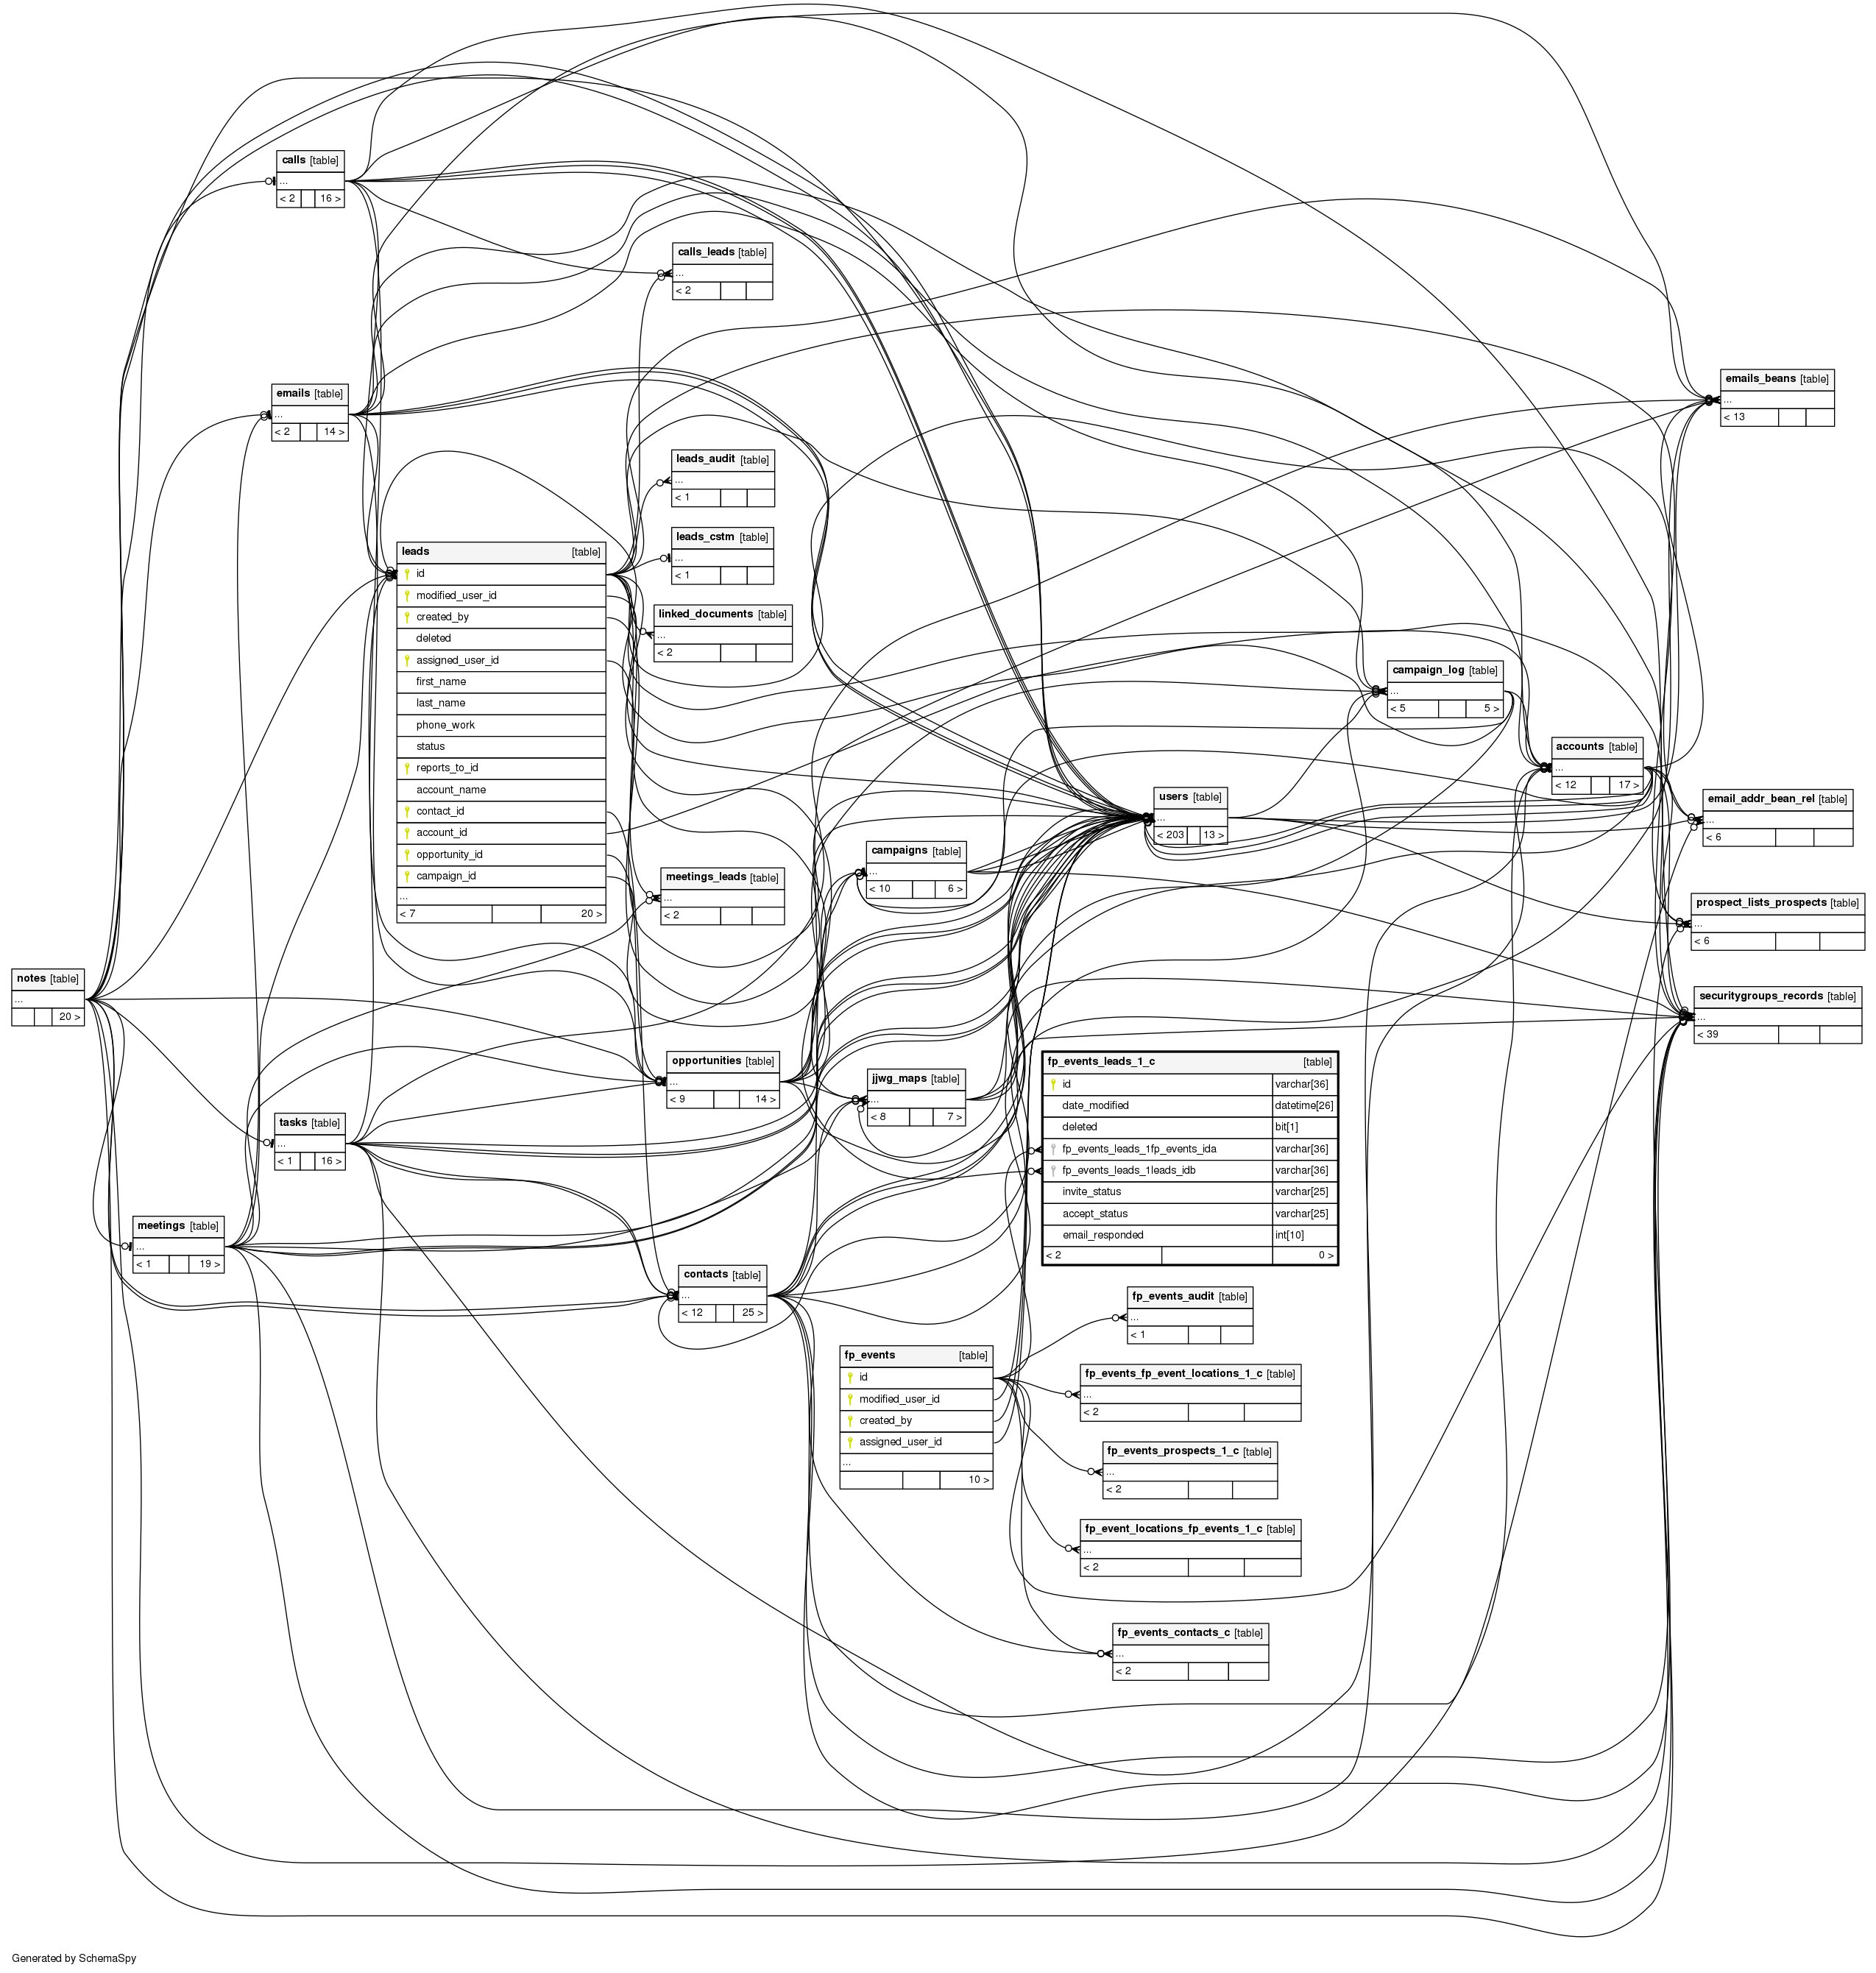 calls [table]
...
< 2 16 >
calls_leads [table]
...
< 2
emails_beans [table]
...
< 13
emails [table]
...
< 2 14 >
leads_audit [table]
...
< 1
leads_cstm [table]
...
< 1
leads [table]
id
modified_user_id
created_by
deleted
assigned_user_id
first_name
last_name
phone_work
status
reports_to_id
account_name
contact_id
account_id
opportunity_id
campaign_id
...
< 7 20 >
linked_documents [table]
...
< 2
campaign_log [table]
...
< 5 5 >
accounts [table]
...
< 12 17 >
users [table]
...
< 203 13 >
email_addr_bean_rel [table]
...
< 6
campaigns [table]
...
< 10 6 >
meetings_leads [table]
...
< 2
prospect_lists_prospects [table]
...
< 6
notes [table]
...
20 >
securitygroups_records [table]
...
< 39
opportunities [table]
...
< 9 14 >
jjwg_maps [table]
...
< 8 7 >
fp_events_leads_1_c [table]
id varchar[36]
date_modified datetime[26]
deleted bit[1]
fp_events_leads_1fp_events_ida varchar[36]
fp_events_leads_1leads_idb varchar[36]
invite_status varchar[25]
accept_status varchar[25]
email_responded int[10]
< 2 0 >
tasks [table]
...
< 1 16 >
meetings [table]
...
< 1 19 >
contacts [table]
...
< 12 25 >
fp_events_audit [table]
...
< 1
fp_events [table]
id
modified_user_id
created_by
assigned_user_id
...
10 >
fp_events_fp_event_locations_1_c [table]
...
< 2
fp_events_prospects_1_c [table]
...
< 2
fp_event_locations_fp_events_1_c [table]
...
< 2
fp_events_contacts_c [table]
...
< 2
Generated by SchemaSpy